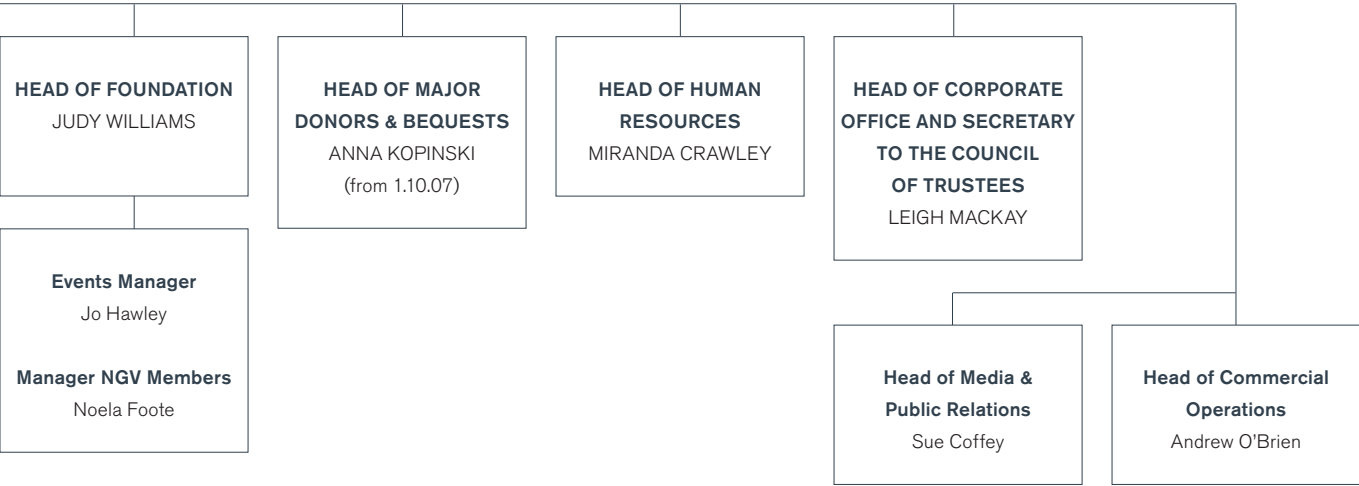 HEAD OF FOUNDATION
JUDY WILLIAMS
HEAD OF MAJOR
DONORS & BEQUESTS
ANNA KOPINSKI
(from 1.10.07)
HEAD OF HUMAN
RESOURCES
MIRANDA CRAWLEY
HEAD OF CORPORATE
OFFICE AND SECRETARY
TO THE COUNCIL
OF TRUSTEES
LEIGH MACKAY
Events Manager
Jo Hawley
Manager NGV Members
Noela Foote
Head of Media &
Public Relations
Sue Coffey
Head of Commercial
Operations
Andrew O’Brien